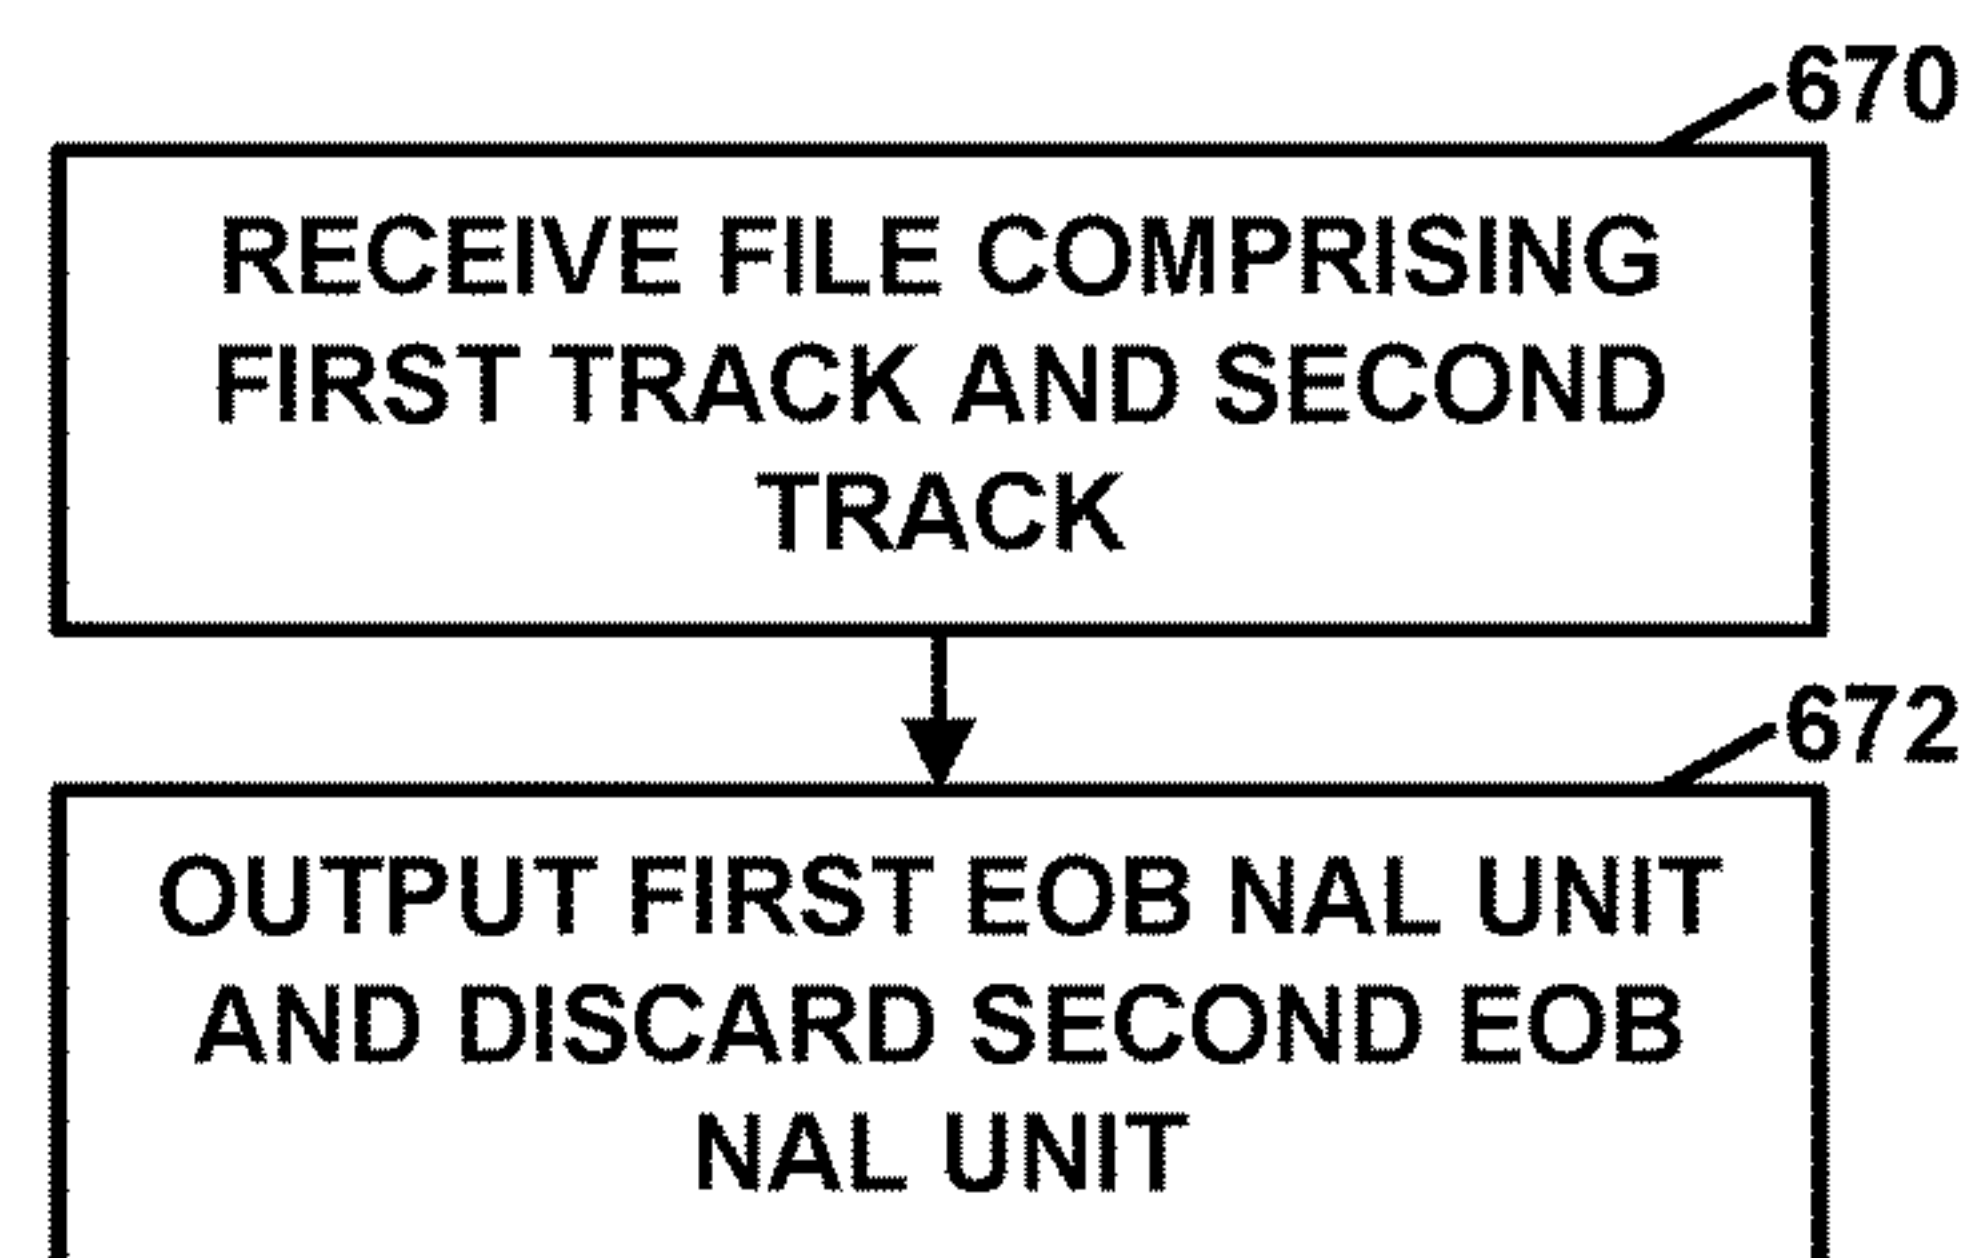 670
RECEIVE FILE COMPRISING
FIRST TRACK AND SECOND
TRACK
672
OUTPUT FIRST EOB NAL UNIT
AND DISCARD SECOND EOB
NAL UNIT